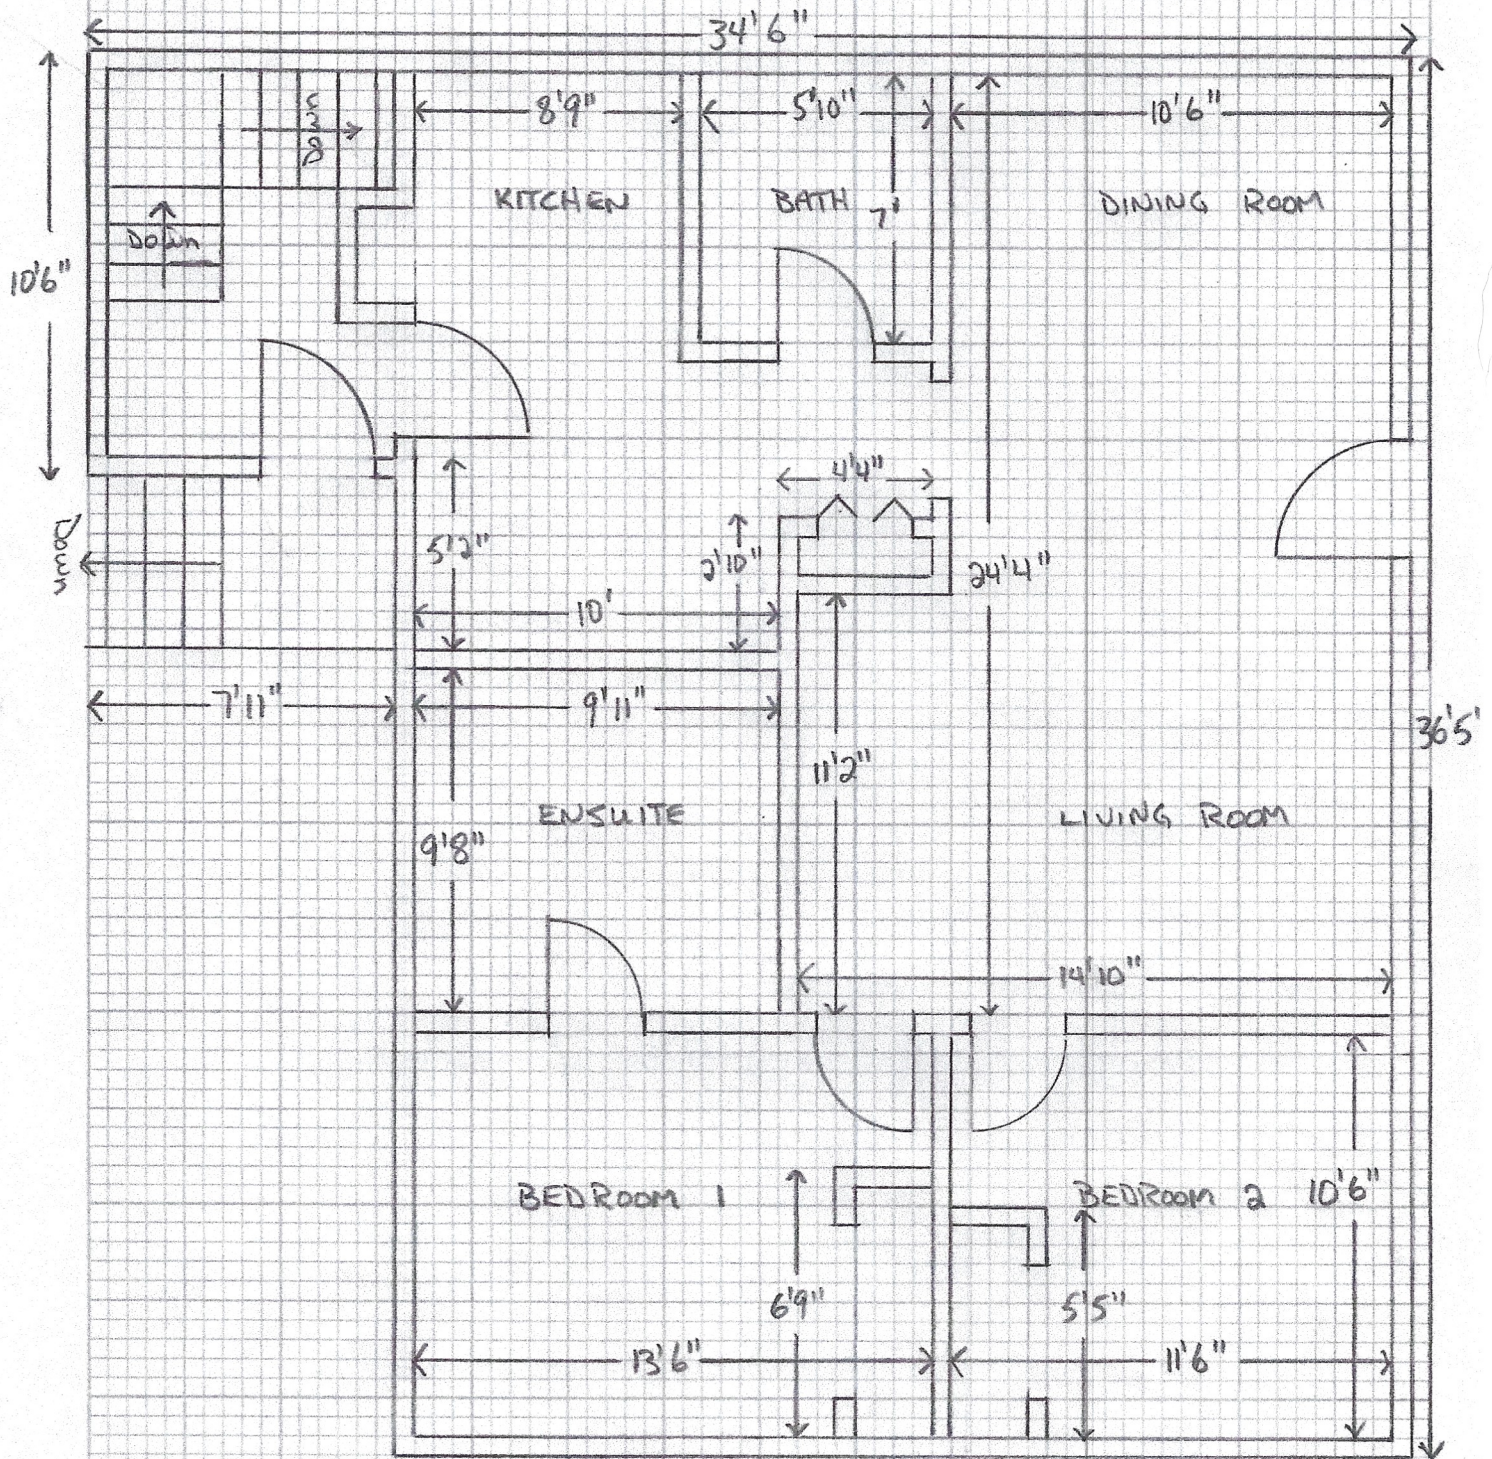 34'6"
8'9"
5'10"
10'6"
Down
KITCHEN
BATH
7'
DINING ROOM
Down
10'6"
4'4"
5'2"
2'10"
24'4"
Down
10'
7'11"
9'11"
36'5'
11'2"
ENSUITE
LIVING ROOM
9'8"
14'10"
BEDROOM 1
BEDROOM 2
10'6"
6'9"
5'5"
13'6"
11'6"